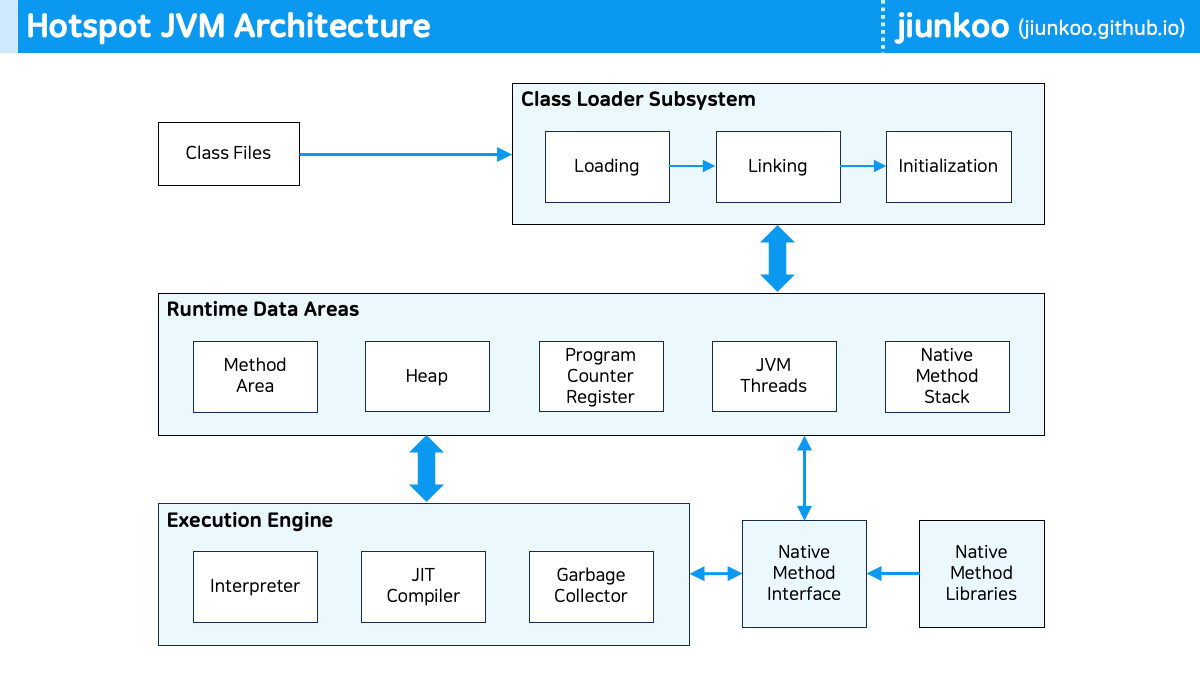 Hotspot JVM Architecture
jiunkoo (jiunkoo.github.io)
Class Files
Class Loader Subsystem
Loading
Linking
Initialization
Runtime Data Areas
Method
Area
Heap
Program
Counter
Register
JVM
Threads
Native
Method
Stack
Execution Engine
Interpreter
JIT
Compiler
Garbage
Collector
Native
Method
Interface
Native
Method
Libraries